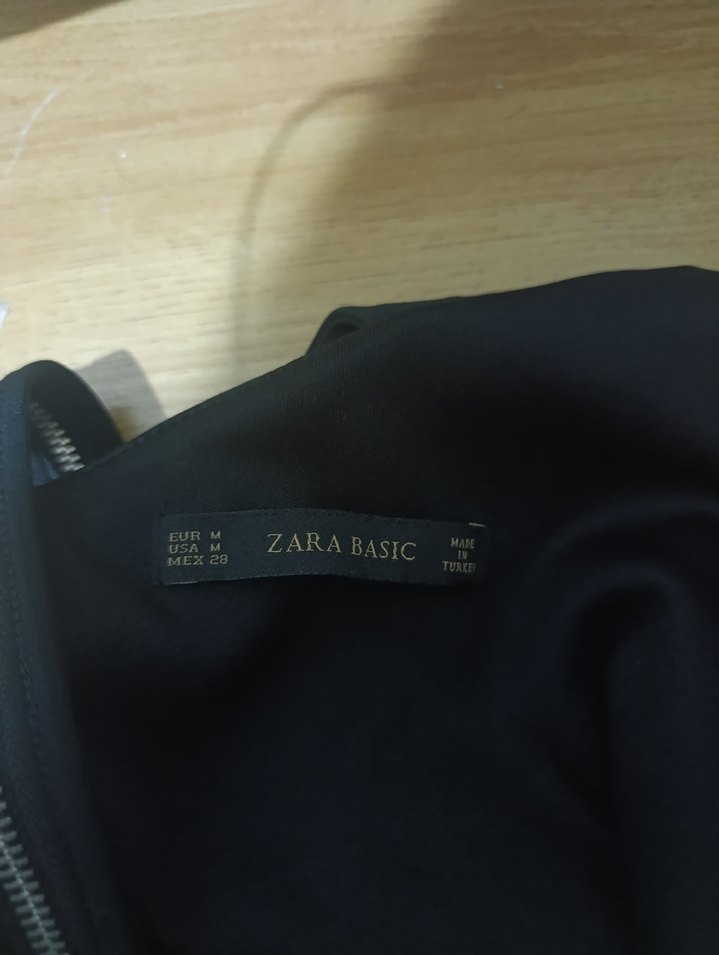 EUR M
USA M
MEX 28
ZARA BASIC
MADE
IN
TURKEY